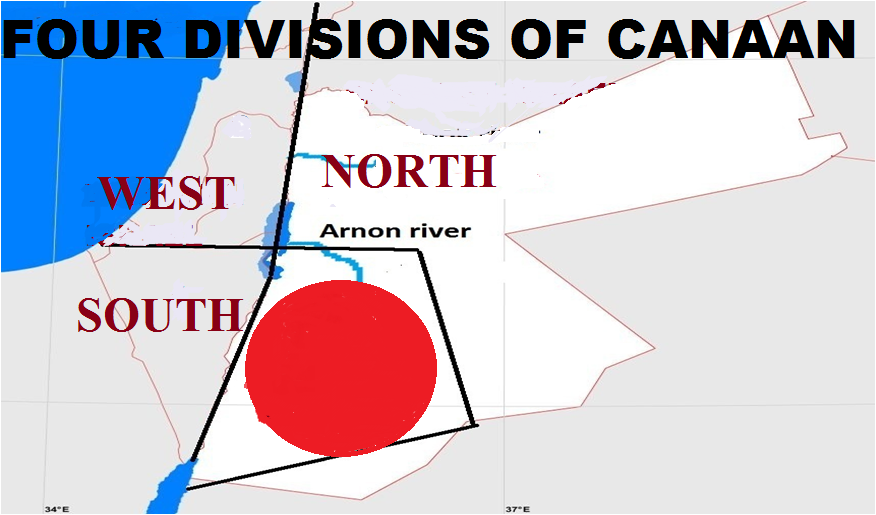 FOUR DIVISIONS OF CANAAN
NORTH
WEST
Arnon river
SOUTH
34°E
37°E